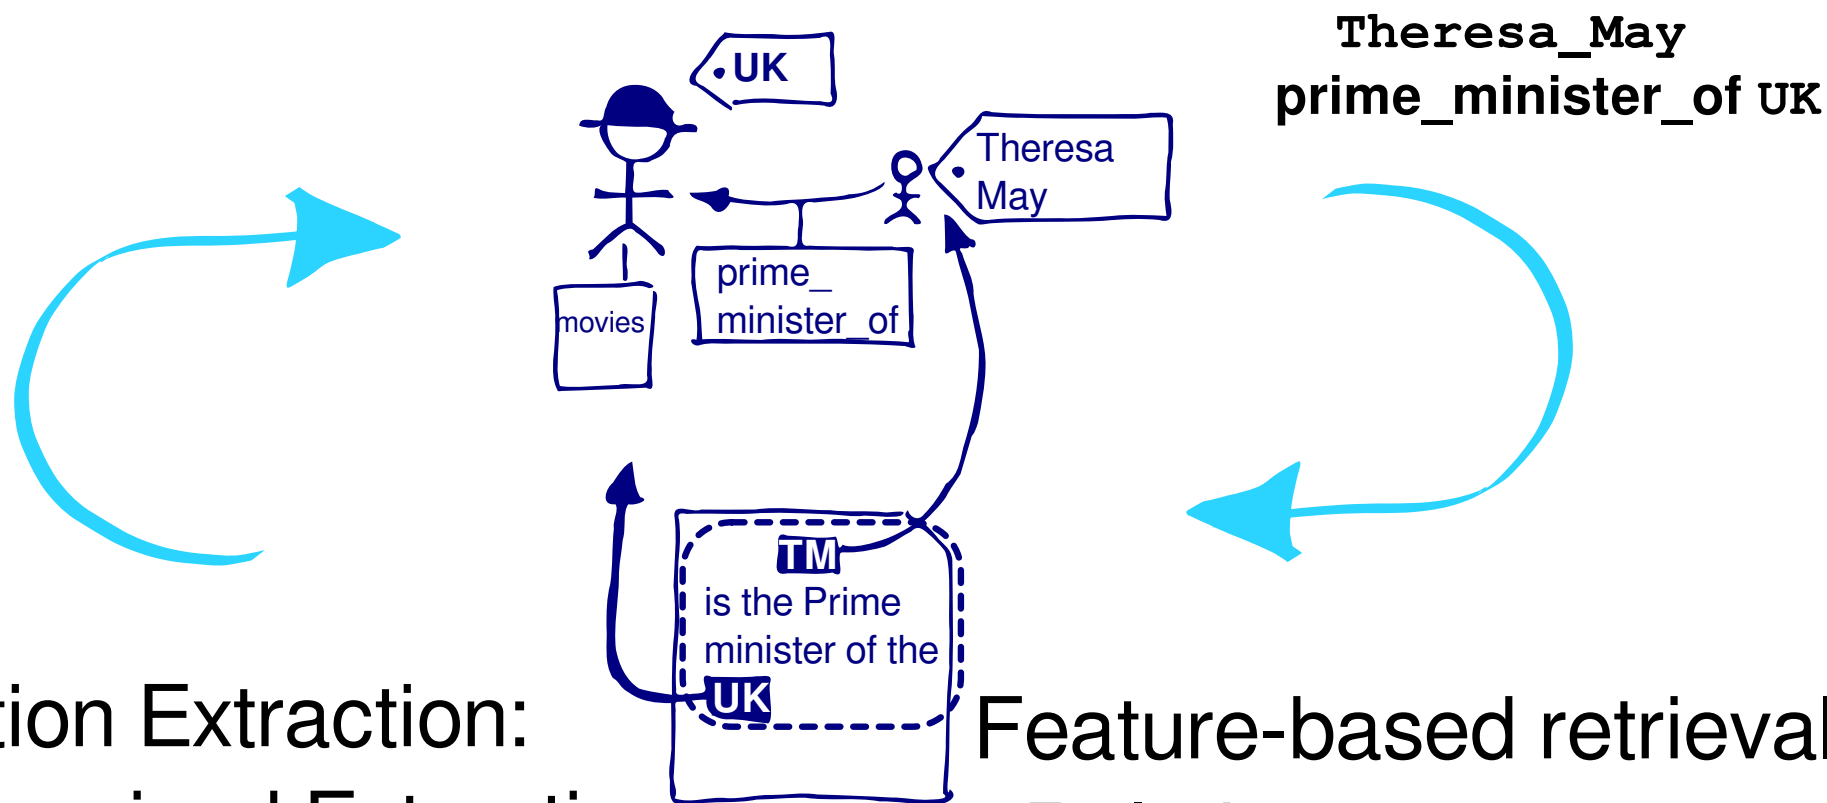 Theresa_May
prime_minister_of UK
UK
Theresa
May
prime_
minister_of
movies
TM
is the Prime
minister of the
UK
tion Extraction:
Feature-based retrieval